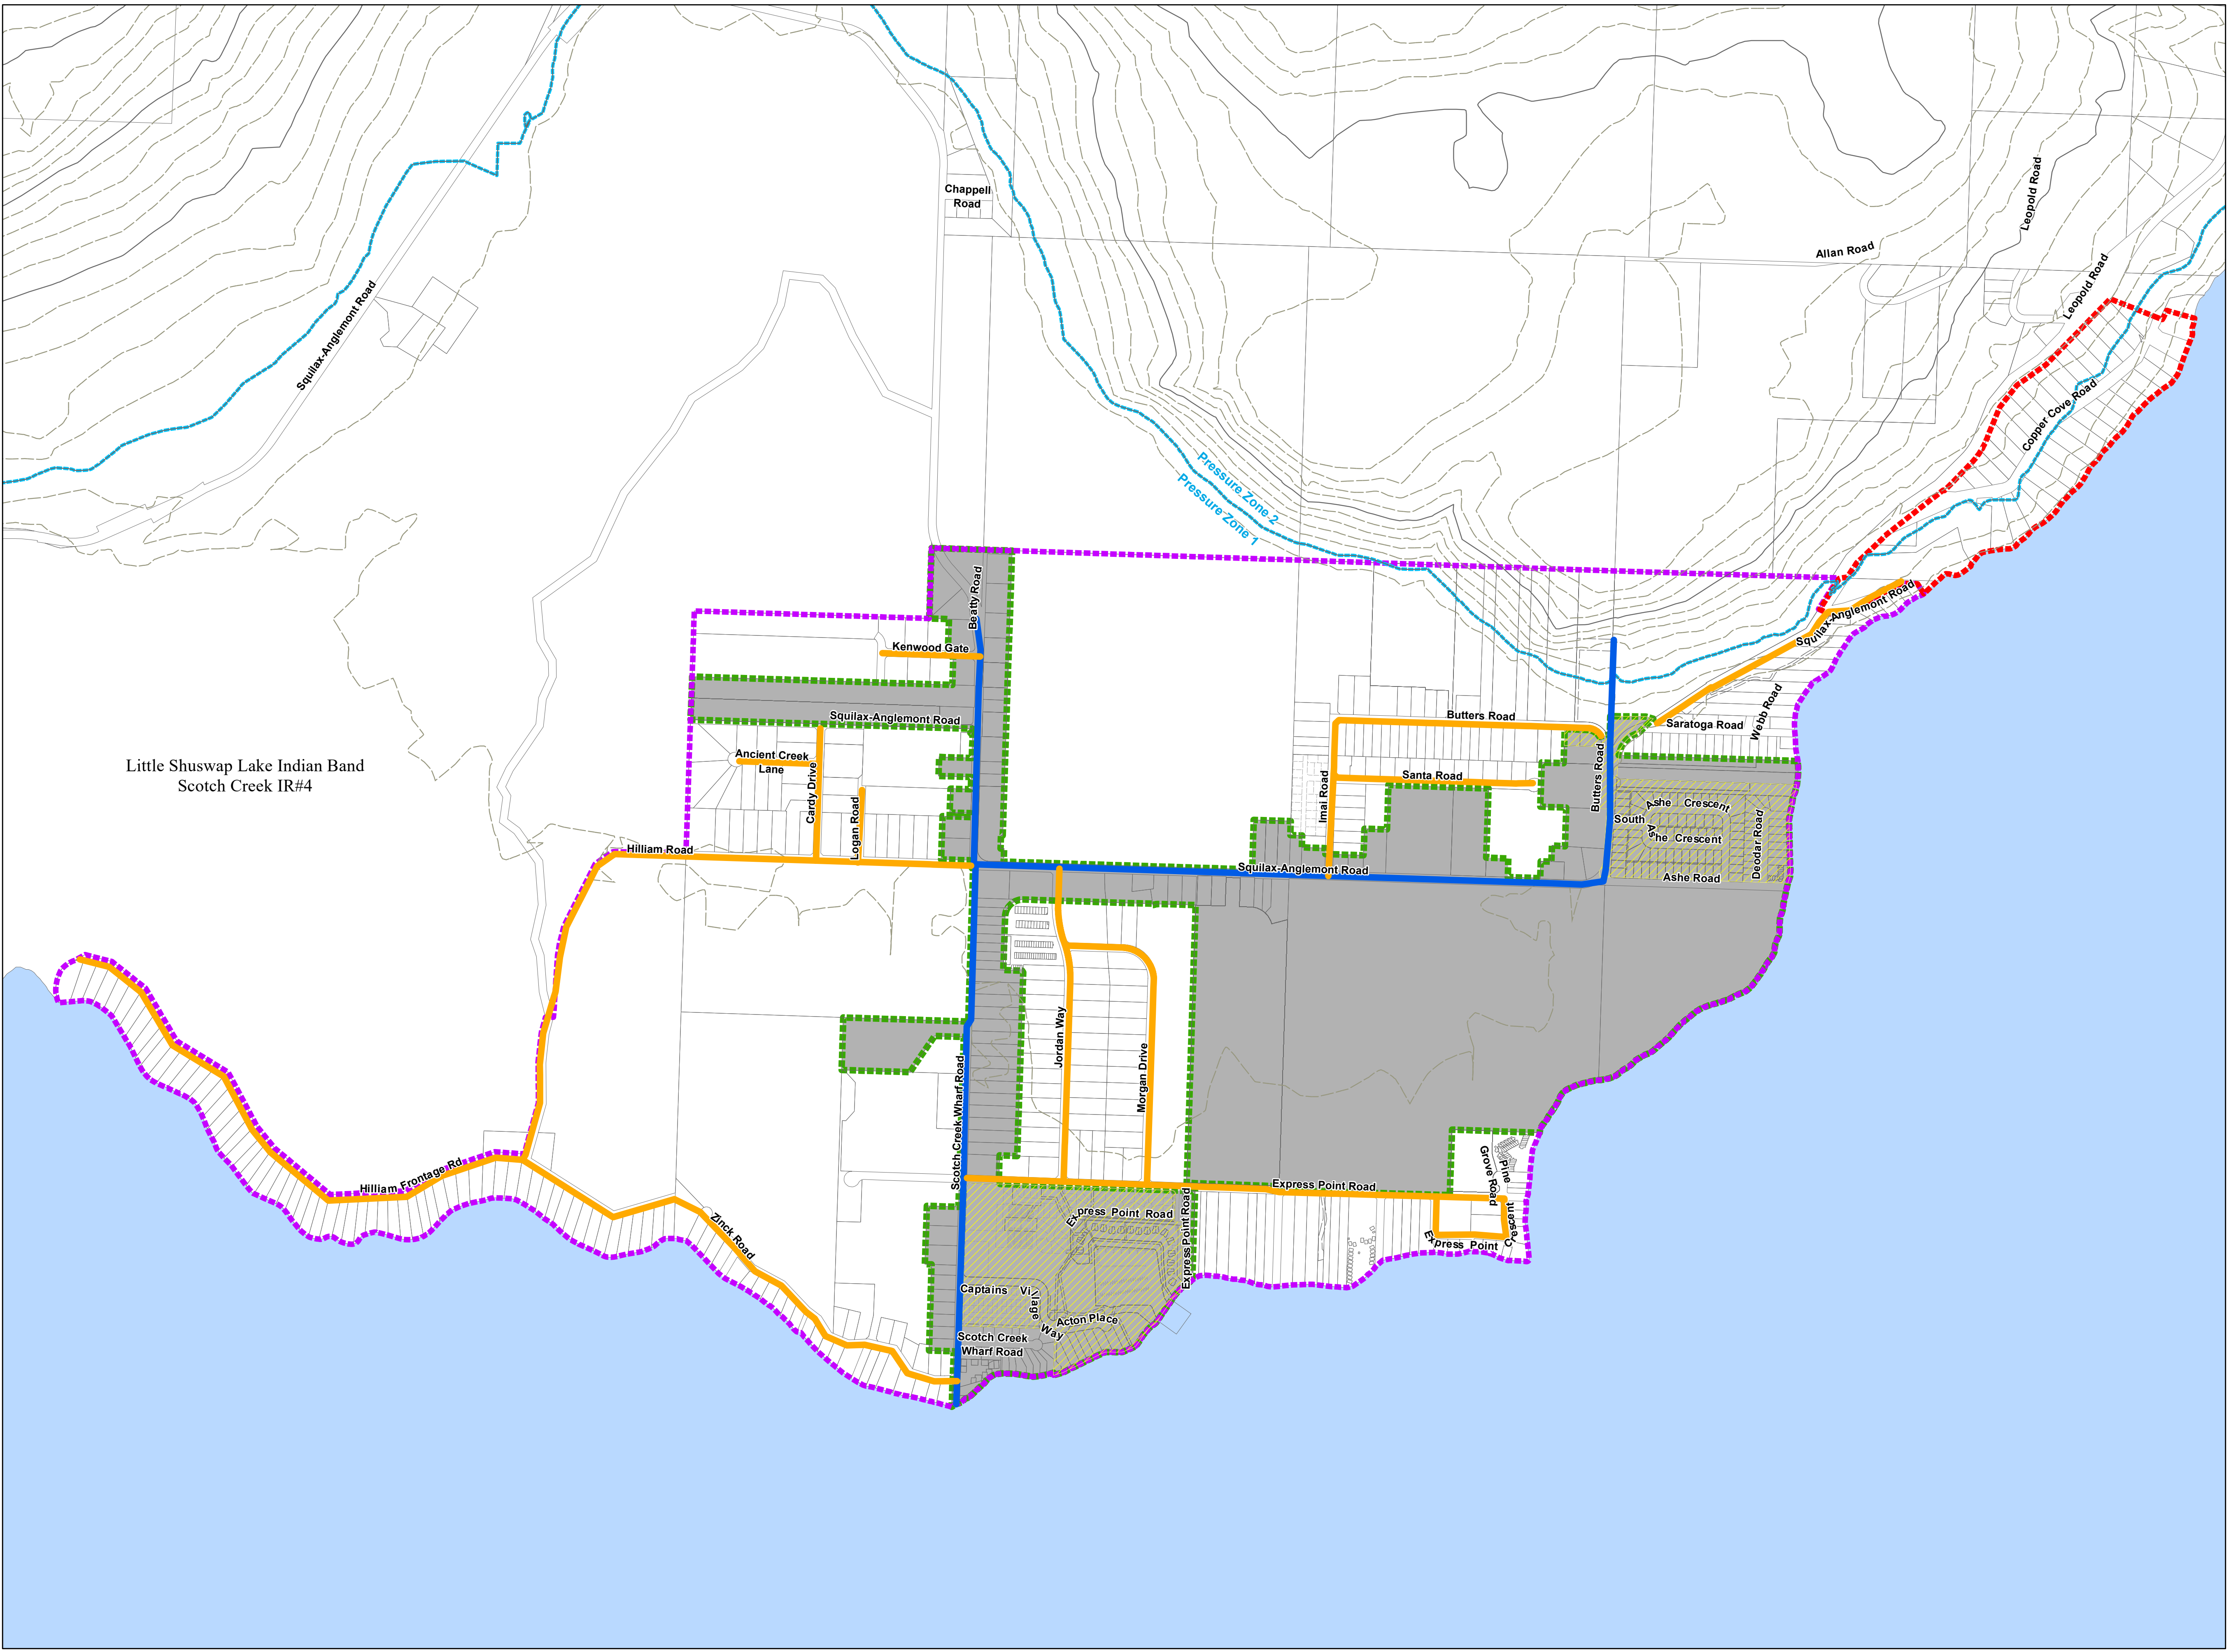 Chappell
Road
Leopold Road
Allan Road
Leopold Road
Squilax-Anglemont Road
Copper Cove Road
Pressure Zone 2
Pressure Zone 1
Beatty Road
Squilax-Anglemont Road
Kenwood Gate
Webb Road
Squilax-Anglemont Road
Butters Road
Saratoga Road
Ancient Creek
Lane
Little Shuswap Lake Indian Band
Scotch Creek IR#4
Cardy Drive
Logan Road
Imai Road
Santa Road
Butters Road
Ashe Crescent
South
Ashe Crescent
Deodar Road
Hilliam Road
Squilax-Anglemont Road
Ashe Road
Jordan Way
Morgan Drive
Scotch Creek Wharf Road
Hilliam Frontage Rd
Zinck Road
Express Point Road
Pine
Grove Road
Express Point Road
Express Point Road
Express Point Crescent
Captains Village Way
Acton Place
Scotch Creek
Wharf Road